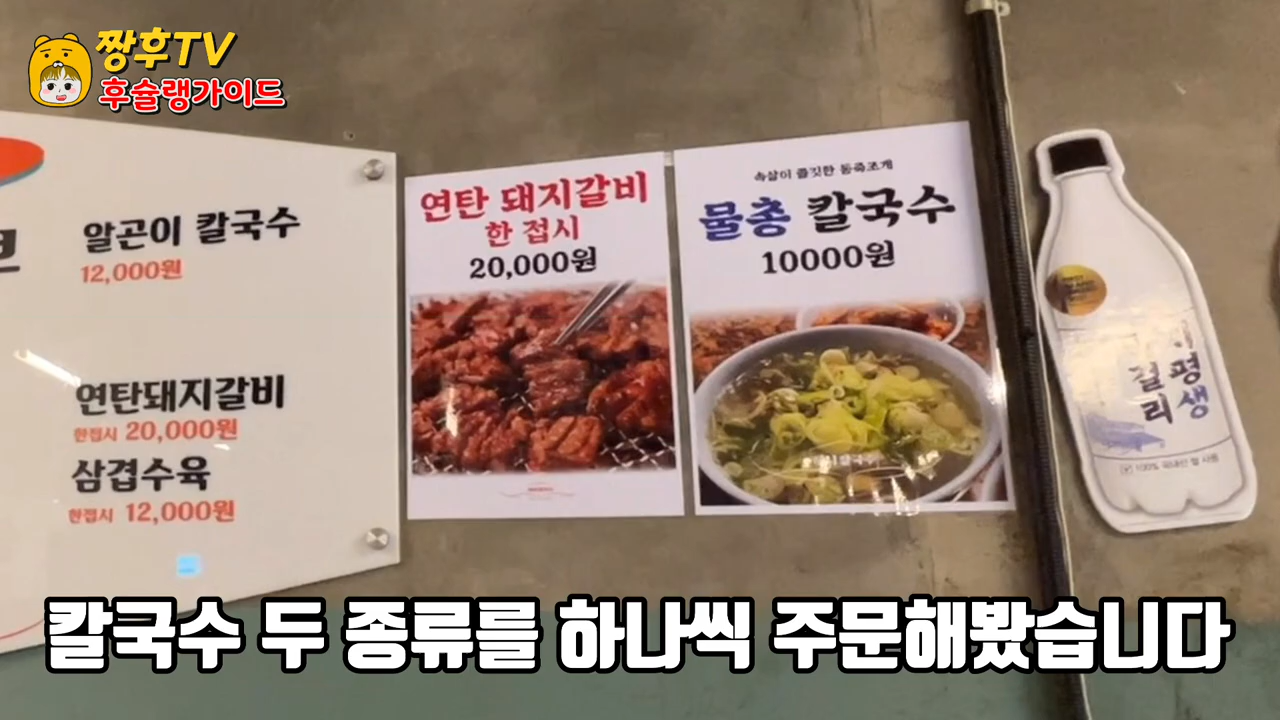 짱후TV
후슐랭가이드
알곤이 칼국수
12,000원
연탄돼지갈비
한접시 20,000원
삼겹수육
한접시 12,000원
연탄 돼지갈비
한 접시
20,000원
속살이 쫄깃한 동죽조개
물총 칼국수
10000원
지평
생
걸
리
100% 국내산 쌀 사용
칼국수 두 종류를 하나씩 주문해봤습니다